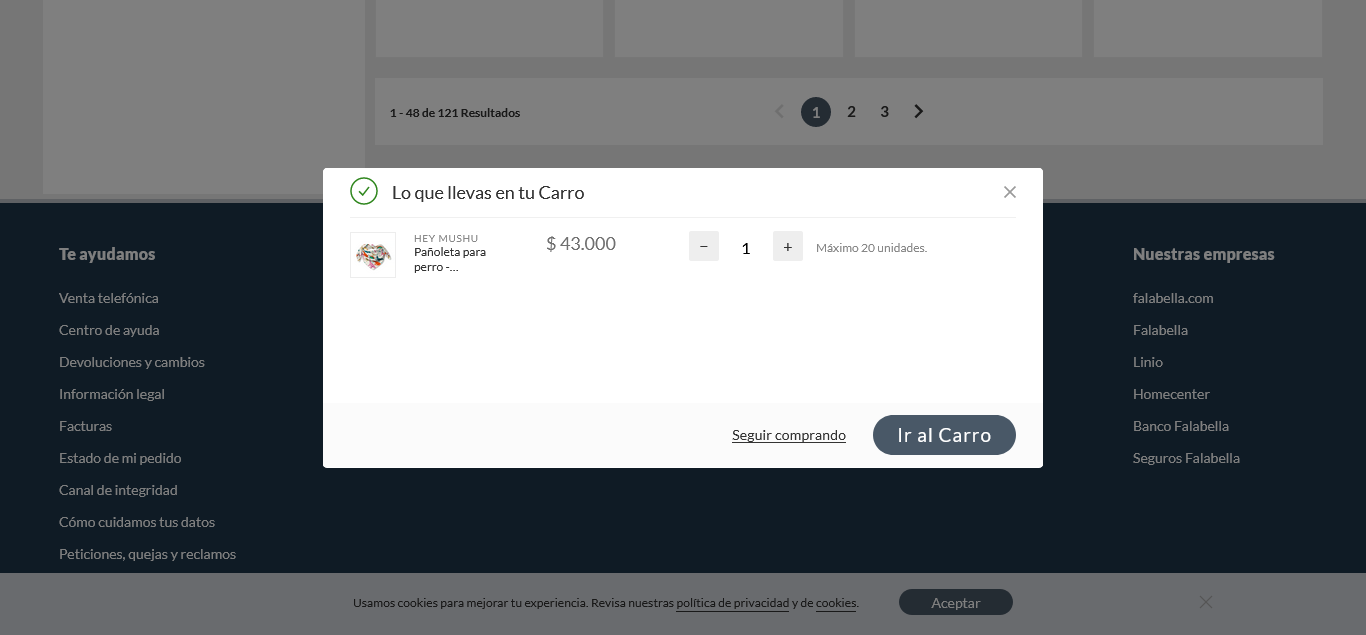 1 - 48 de 121 Resultados
1 2 3
Lo que llevas en tu Carro
HEY MUSHU
Pañoleta para
perro -...
$ 43.000
− 1 + Máximo 20 unidades.
Seguir comprando
Ir al Carro
Te ayudamos
Venta telefónica
Centro de ayuda
Devoluciones y cambios
Información legal
Facturas
Estado de mi pedido
Canal de integridad
Cómo cuidamos tus datos
Peticiones, quejas y reclamos
Nuestras empresas
falabella.com
Falabella
Linio
Homecenter
Banco Falabella
Seguros Falabella
Usamos cookies para mejorar tu experiencia. Revisa nuestras política de privacidad y de cookies.
Aceptar